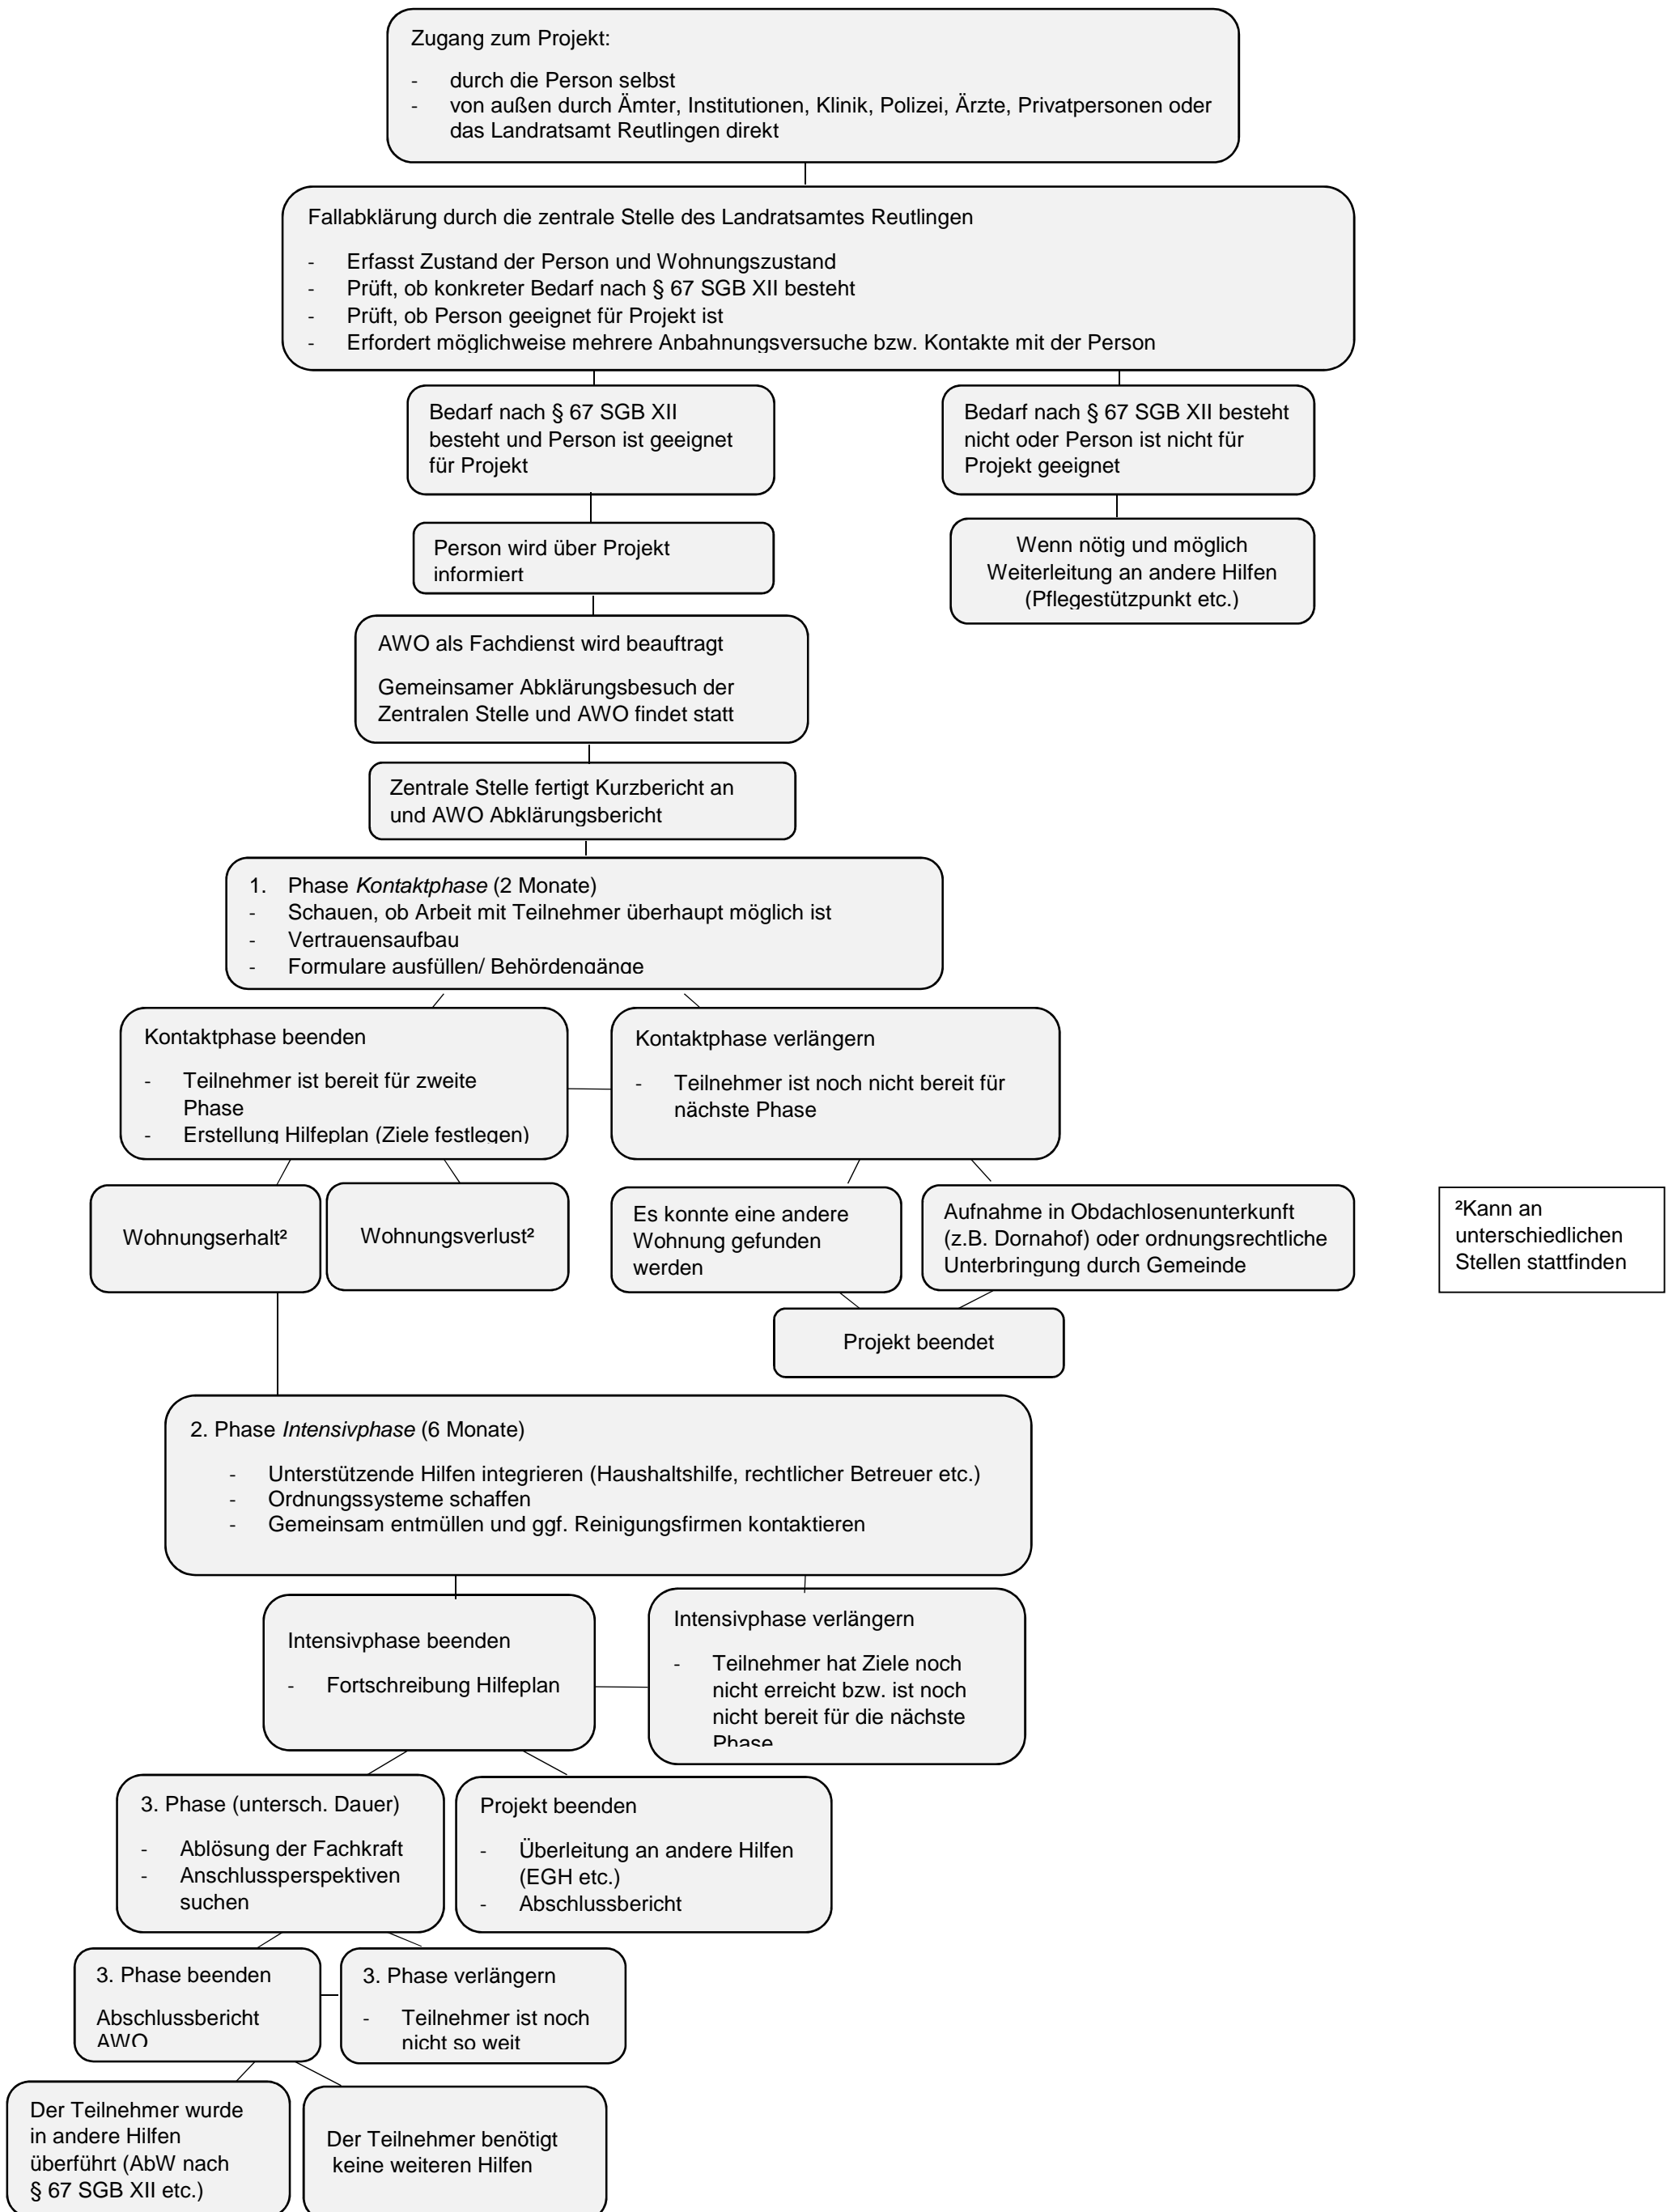 Zugang zum Projekt:
- durch die Person selbst
- von außen durch Ämter, Institutionen, Klinik, Polizei, Ärzte, Privatpersonen oder
das Landratsamt Reutlingen direkt
Fallabklärung durch die zentrale Stelle des Landratsamtes Reutlingen
- Erfasst Zustand der Person und Wohnungszustand
- Prüft, ob konkreter Bedarf nach § 67 SGB XII besteht
- Prüft, ob Person geeignet für Projekt ist
- Erfordert möglichweise mehrere Anbahnungsversuche bzw. Kontakte mit der Person
Bedarf nach § 67 SGB XII
besteht und Person ist geeignet
für Projekt
Bedarf nach § 67 SGB XII besteht
nicht oder Person ist nicht für
Projekt geeignet
Person wird über Projekt
informiert
Wenn nötig und möglich
Weiterleitung an andere Hilfen
(Pflegestützpunkt etc.)
AWO als Fachdienst wird beauftragt
Gemeinsamer Abklärungsbesuch der
Zentralen Stelle und AWO findet statt
Zentrale Stelle fertigt Kurzbericht an
und AWO Abklärungsbericht
1. Phase Kontaktphase (2 Monate)
- Schauen, ob Arbeit mit Teilnehmer überhaupt möglich ist
- Vertrauensaufbau
- Formulare ausfüllen/ Behördengänge
Kontaktphase beenden
- Teilnehmer ist bereit für zweite
Phase
- Erstellung Hilfeplan (Ziele festlegen)
Kontaktphase verlängern
- Teilnehmer ist noch nicht bereit für
nächste Phase
Wohnungserhalt²
Wohnungsverlust²
Es konnte eine andere
Wohnung gefunden
werden
Aufnahme in Obdachlosenunterkunft
(z.B. Dornahof) oder ordnungsrechtliche
Unterbringung durch Gemeinde
²Kann an
unterschiedlichen
Stellen stattfinden
Projekt beendet
2. Phase Intensivphase (6 Monate)
- Unterstützende Hilfen integrieren (Haushaltshilfe, rechtlicher Betreuer etc.)
- Ordnungssysteme schaffen
- Gemeinsam entmüllen und ggf. Reinigungsfirmen kontaktieren
Intensivphase beenden
- Fortschreibung Hilfeplan
Intensivphase verlängern
- Teilnehmer hat Ziele noch
nicht erreicht bzw. ist noch
nicht bereit für die nächste
Phase
3. Phase (untersch. Dauer)
- Ablösung der Fachkraft
- Anschlussperspektiven
suchen
Projekt beenden
- Überleitung an andere Hilfen
(EGH etc.)
- Abschlussbericht
3. Phase beenden
Abschlussbericht
AWO
3. Phase verlängern
- Teilnehmer ist noch
nicht so weit
Der Teilnehmer wurde
in andere Hilfen
überführt (AbW nach
§ 67 SGB XII etc.)
Der Teilnehmer benötigt
keine weiteren Hilfen